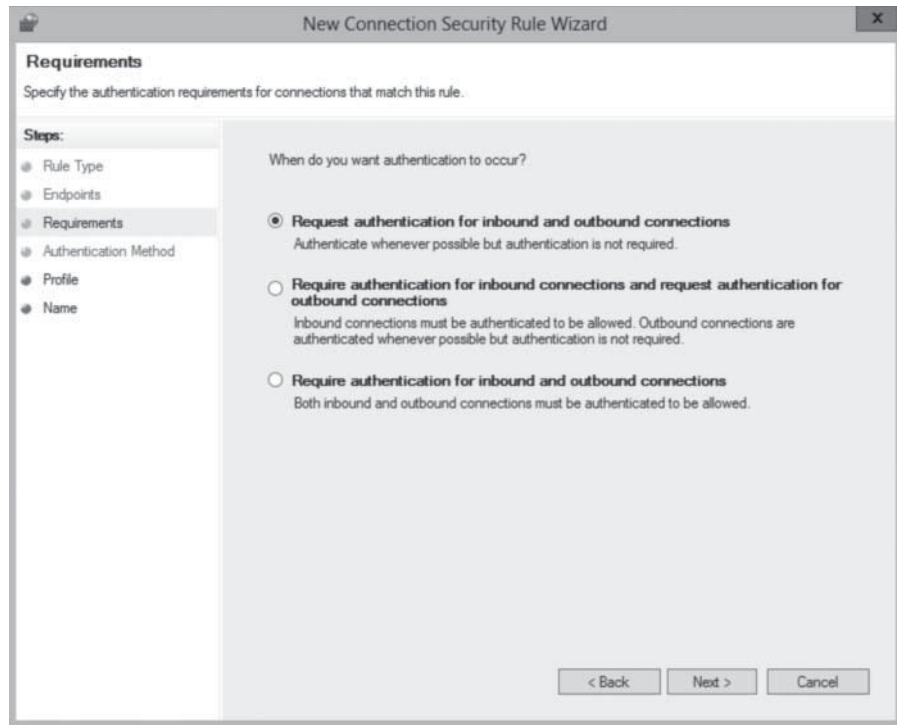 New Connection Security Rule Wizard
x
Requirements
Specify the authentication requirements for connections that match this rule.
Steps:
Rule Type
Endpoints
Requirements
Authentication Method
Profile
Name
When do you want authentication to occur?
Request authentication for inbound and outbound connections
Authenticate whenever possible but authentication is not required.
Require authentication for inbound connections and request authentication for
outbound connections
Inbound connections must be authenticated to be allowed. Outbound connections are
authenticated whenever possible but authentication is not required.
Require authentication for inbound and outbound connections
Both inbound and outbound connections must be authenticated to be allowed.
< Back
Next >
Cancel